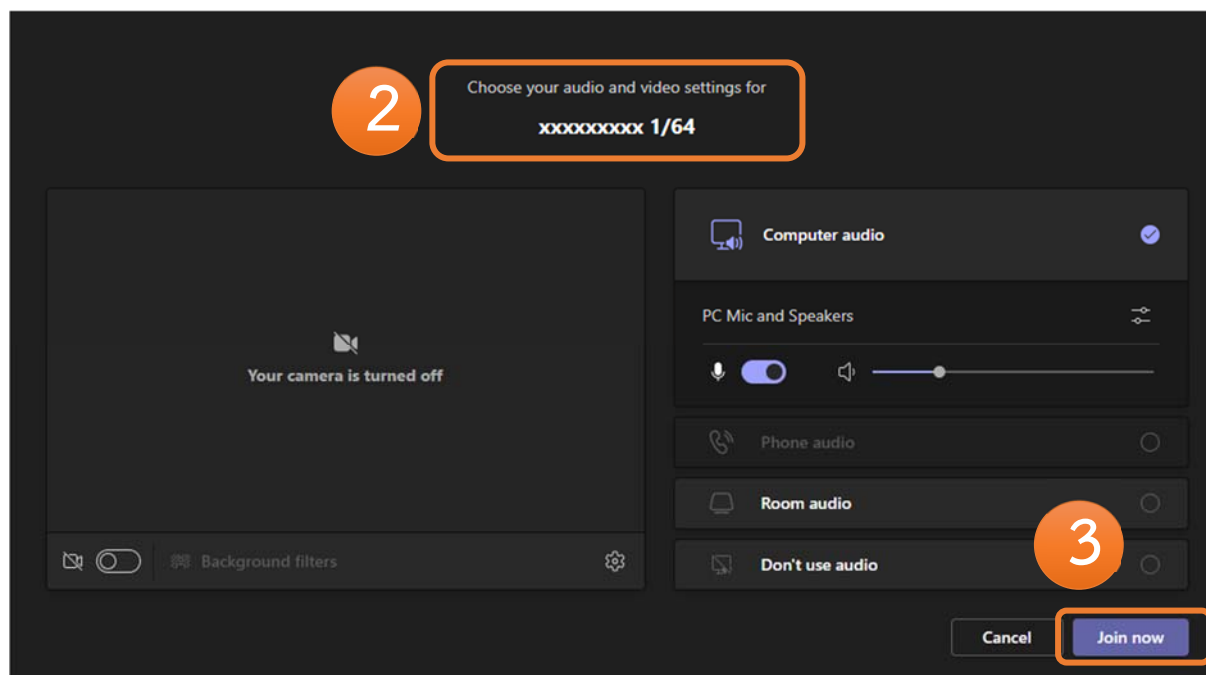 2
Choose your audio and video settings for
xxxxxxxxx 1/64
Your camera is turned off
Background filters
Computer audio
PC Mic and Speakers
Phone audio
Room audio
Don't use audio
3
Cancel
Join now